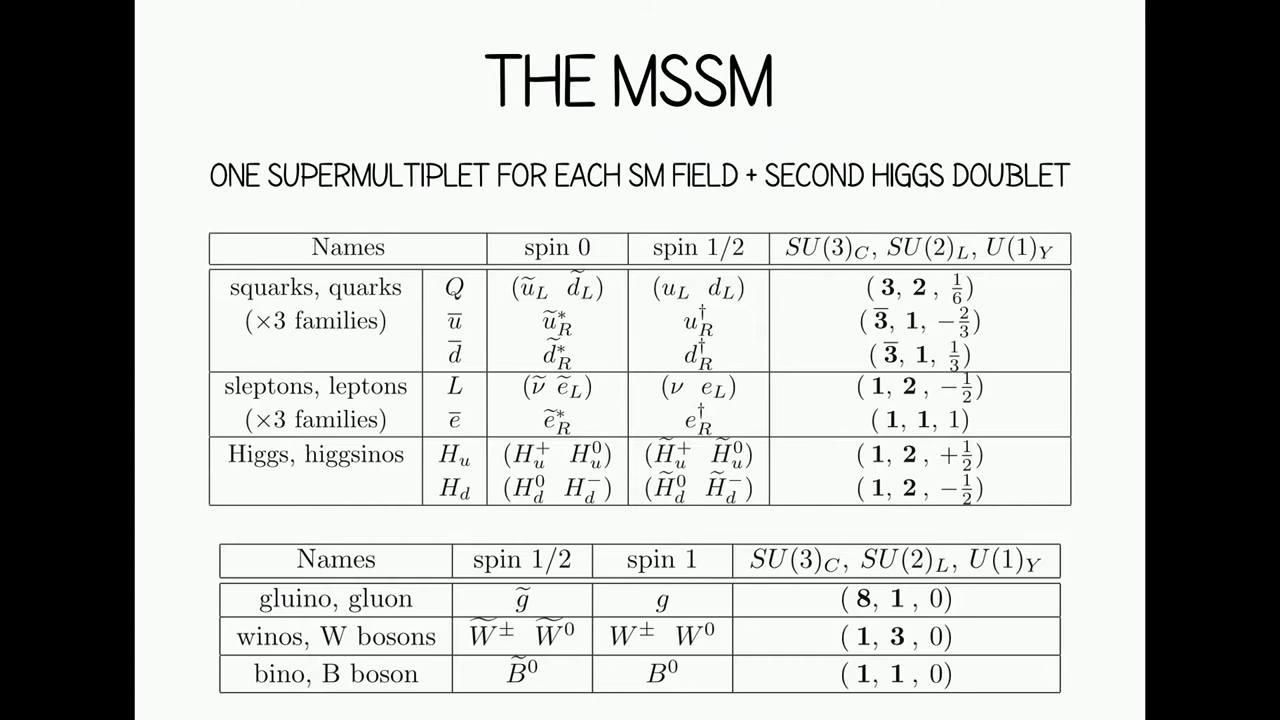 THE MSSM
ONE SUPERMULTIPLET FOR EACH SM FIELD + SECOND HIGGS DOUBLET
Names spin 0 spin 1/2 SU(3)_C, SU(2)_L, U(1)_Y
squarks, quarks Q (ũ_L d̃_L) (u_L d_L) (3, 2, 1/6)
(×3 families) u̅ ũ*_R u†_R (3̅, 1, −2/3)
d̅ d̃*_R d†_R (3̅, 1, 1/3)
sleptons, leptons L (ν̃ ẽ_L) (ν e_L) (1, 2, −1/2)
(×3 families) e̅ ẽ*_R e†_R (1, 1, 1)
Higgs, higgsinos H_u (H_u^+ H_u^0) (H̃_u^+ H̃_u^0) (1, 2, +1/2)
H_d (H_d^0 H_d^−) (H̃_d^0 H̃_d^−) (1, 2, −1/2)
Names spin 1/2 spin 1 SU(3)_C, SU(2)_L, U(1)_Y
gluino, gluon g̃ g (8, 1, 0)
winos, W bosons W̃^± W̃^0 W^± W^0 (1, 3, 0)
bino, B boson B̃^0 B^0 (1, 1, 0)